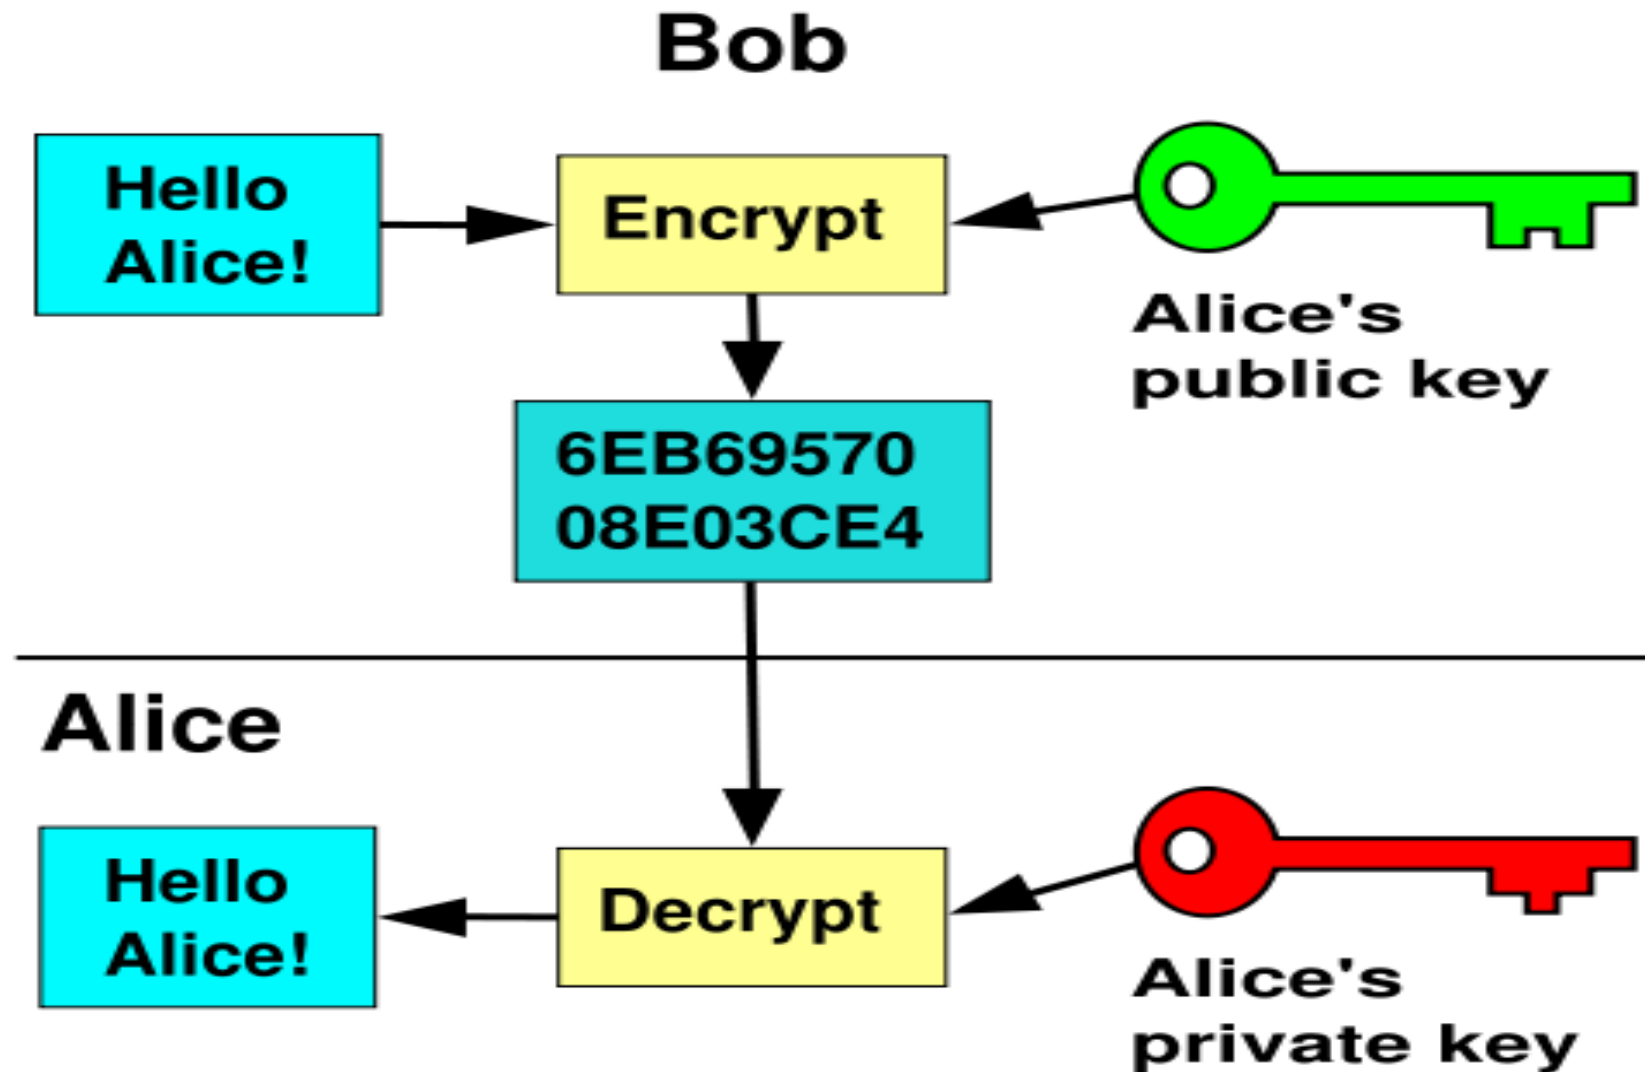 Bob
Hello
Alice!
Encrypt
Alice's
public key
6EB69570
08E03CE4
Alice
Hello
Alice!
Decrypt
Alice's
private key